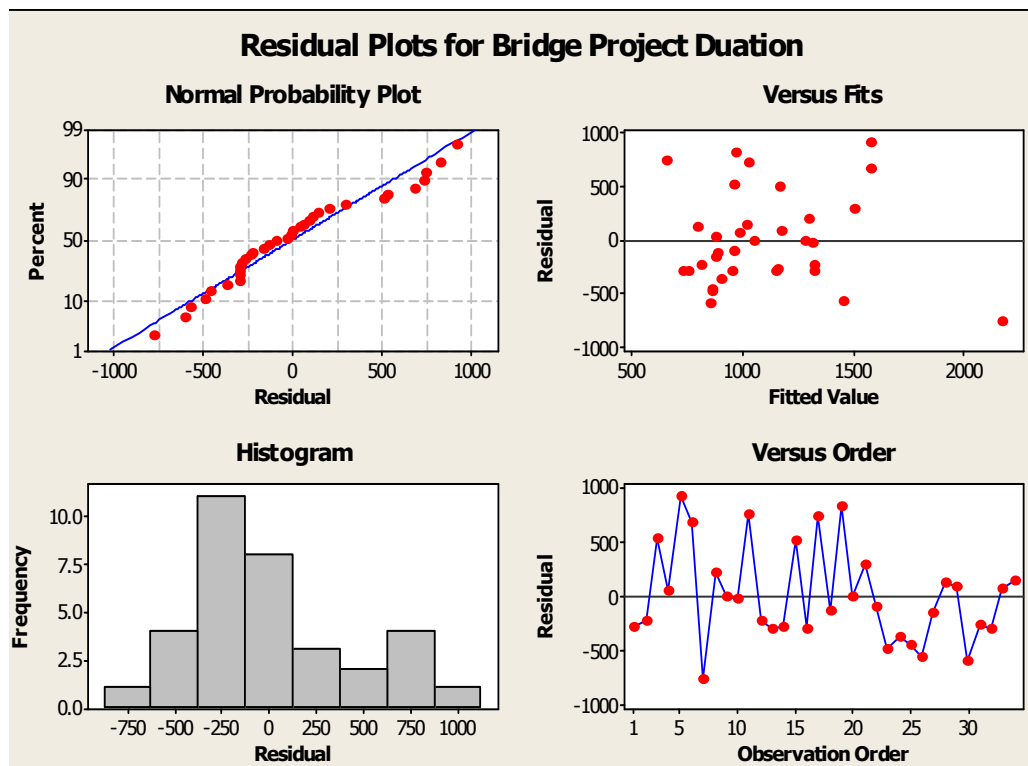 Residual Plots for Bridge Project Duation
Normal Probability Plot
Versus Fits
99
90
50
10
1
Percent
-1000 -500 0 500 1000
Residual
1000
500
0
-500
-1000
Residual
500 1000 1500 2000
Fitted Value
Histogram
Versus Order
10.0
7.5
5.0
2.5
0.0
Frequency
-750 -500 -250 0 250 500 750 1000
Residual
1000
500
0
-500
-1000
Residual
1 5 10 15 20 25 30
Observation Order